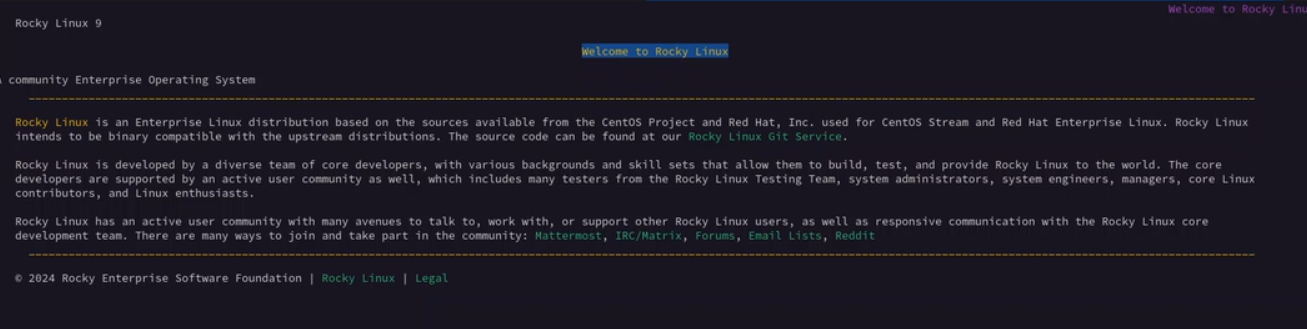 Welcome to Rocky Linu
Rocky Linux 9
Welcome to Rocky Linux
community Enterprise Operating System
Rocky Linux is an Enterprise Linux distribution based on the sources available from the CentOS Project and Red Hat, Inc. used for CentOS Stream and Red Hat Enterprise Linux. Rocky Linux
intends to be binary compatible with the upstream distributions. The source code can be found at our Rocky Linux Git Service.
Rocky Linux is developed by a diverse team of core developers, with various backgrounds and skill sets that allow them to build, test, and provide Rocky Linux to the world. The core
developers are supported by an active user community as well, which includes many testers from the Rocky Linux Testing Team, system administrators, system engineers, managers, core Linux
contributors, and Linux enthusiasts.
Rocky Linux has an active user community with many avenues to talk to, work with, or support other Rocky Linux users, as well as responsive communication with the Rocky Linux core
development team. There are many ways to join and take part in the community: Mattermost, IRC/Matrix, Forums, Email Lists, Reddit
© 2024 Rocky Enterprise Software Foundation | Rocky Linux | Legal